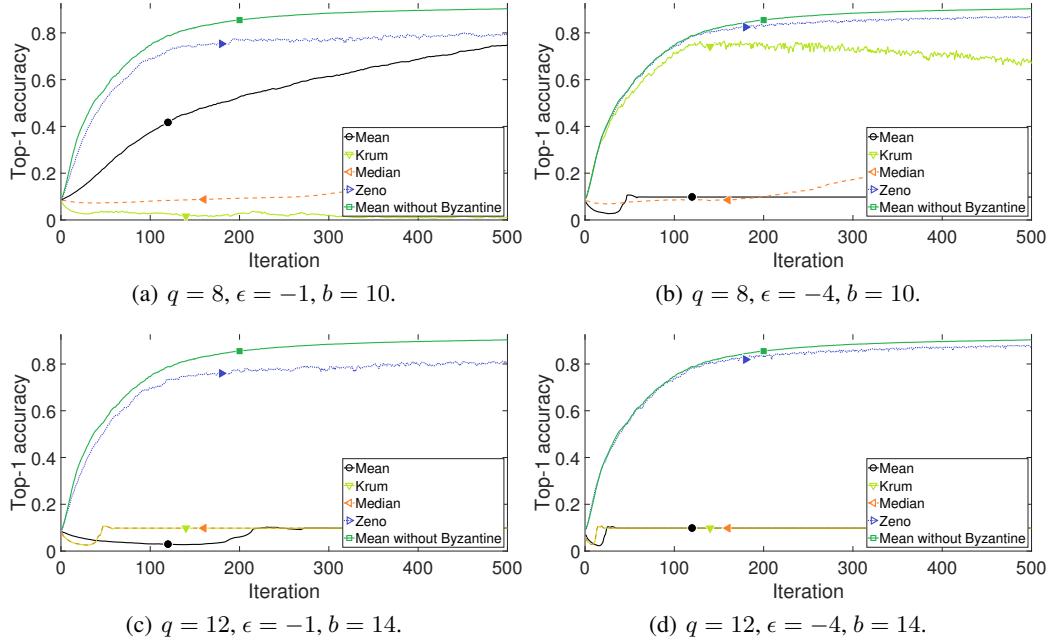 Top-1 accuracy
0.8
0.6
0.4
0.2
0
0 100 200 300 400 500
Iteration
Mean
Krum
Median
Zeno
Mean without Byzantine
(a) q = 8, ϵ = −1, b = 10.
Top-1 accuracy
0.8
0.6
0.4
0.2
0
0 100 200 300 400 500
Iteration
Mean
Krum
Median
Zeno
Mean without Byzantine
(b) q = 8, ϵ = −4, b = 10.
Top-1 accuracy
0.8
0.6
0.4
0.2
0
0 100 200 300 400 500
Iteration
Mean
Krum
Median
Zeno
Mean without Byzantine
(c) q = 12, ϵ = −1, b = 14.
Top-1 accuracy
0.8
0.6
0.4
0.2
0
0 100 200 300 400 500
Iteration
Mean
Krum
Median
Zeno
Mean without Byzantine
(d) q = 12, ϵ = −4, b = 14.